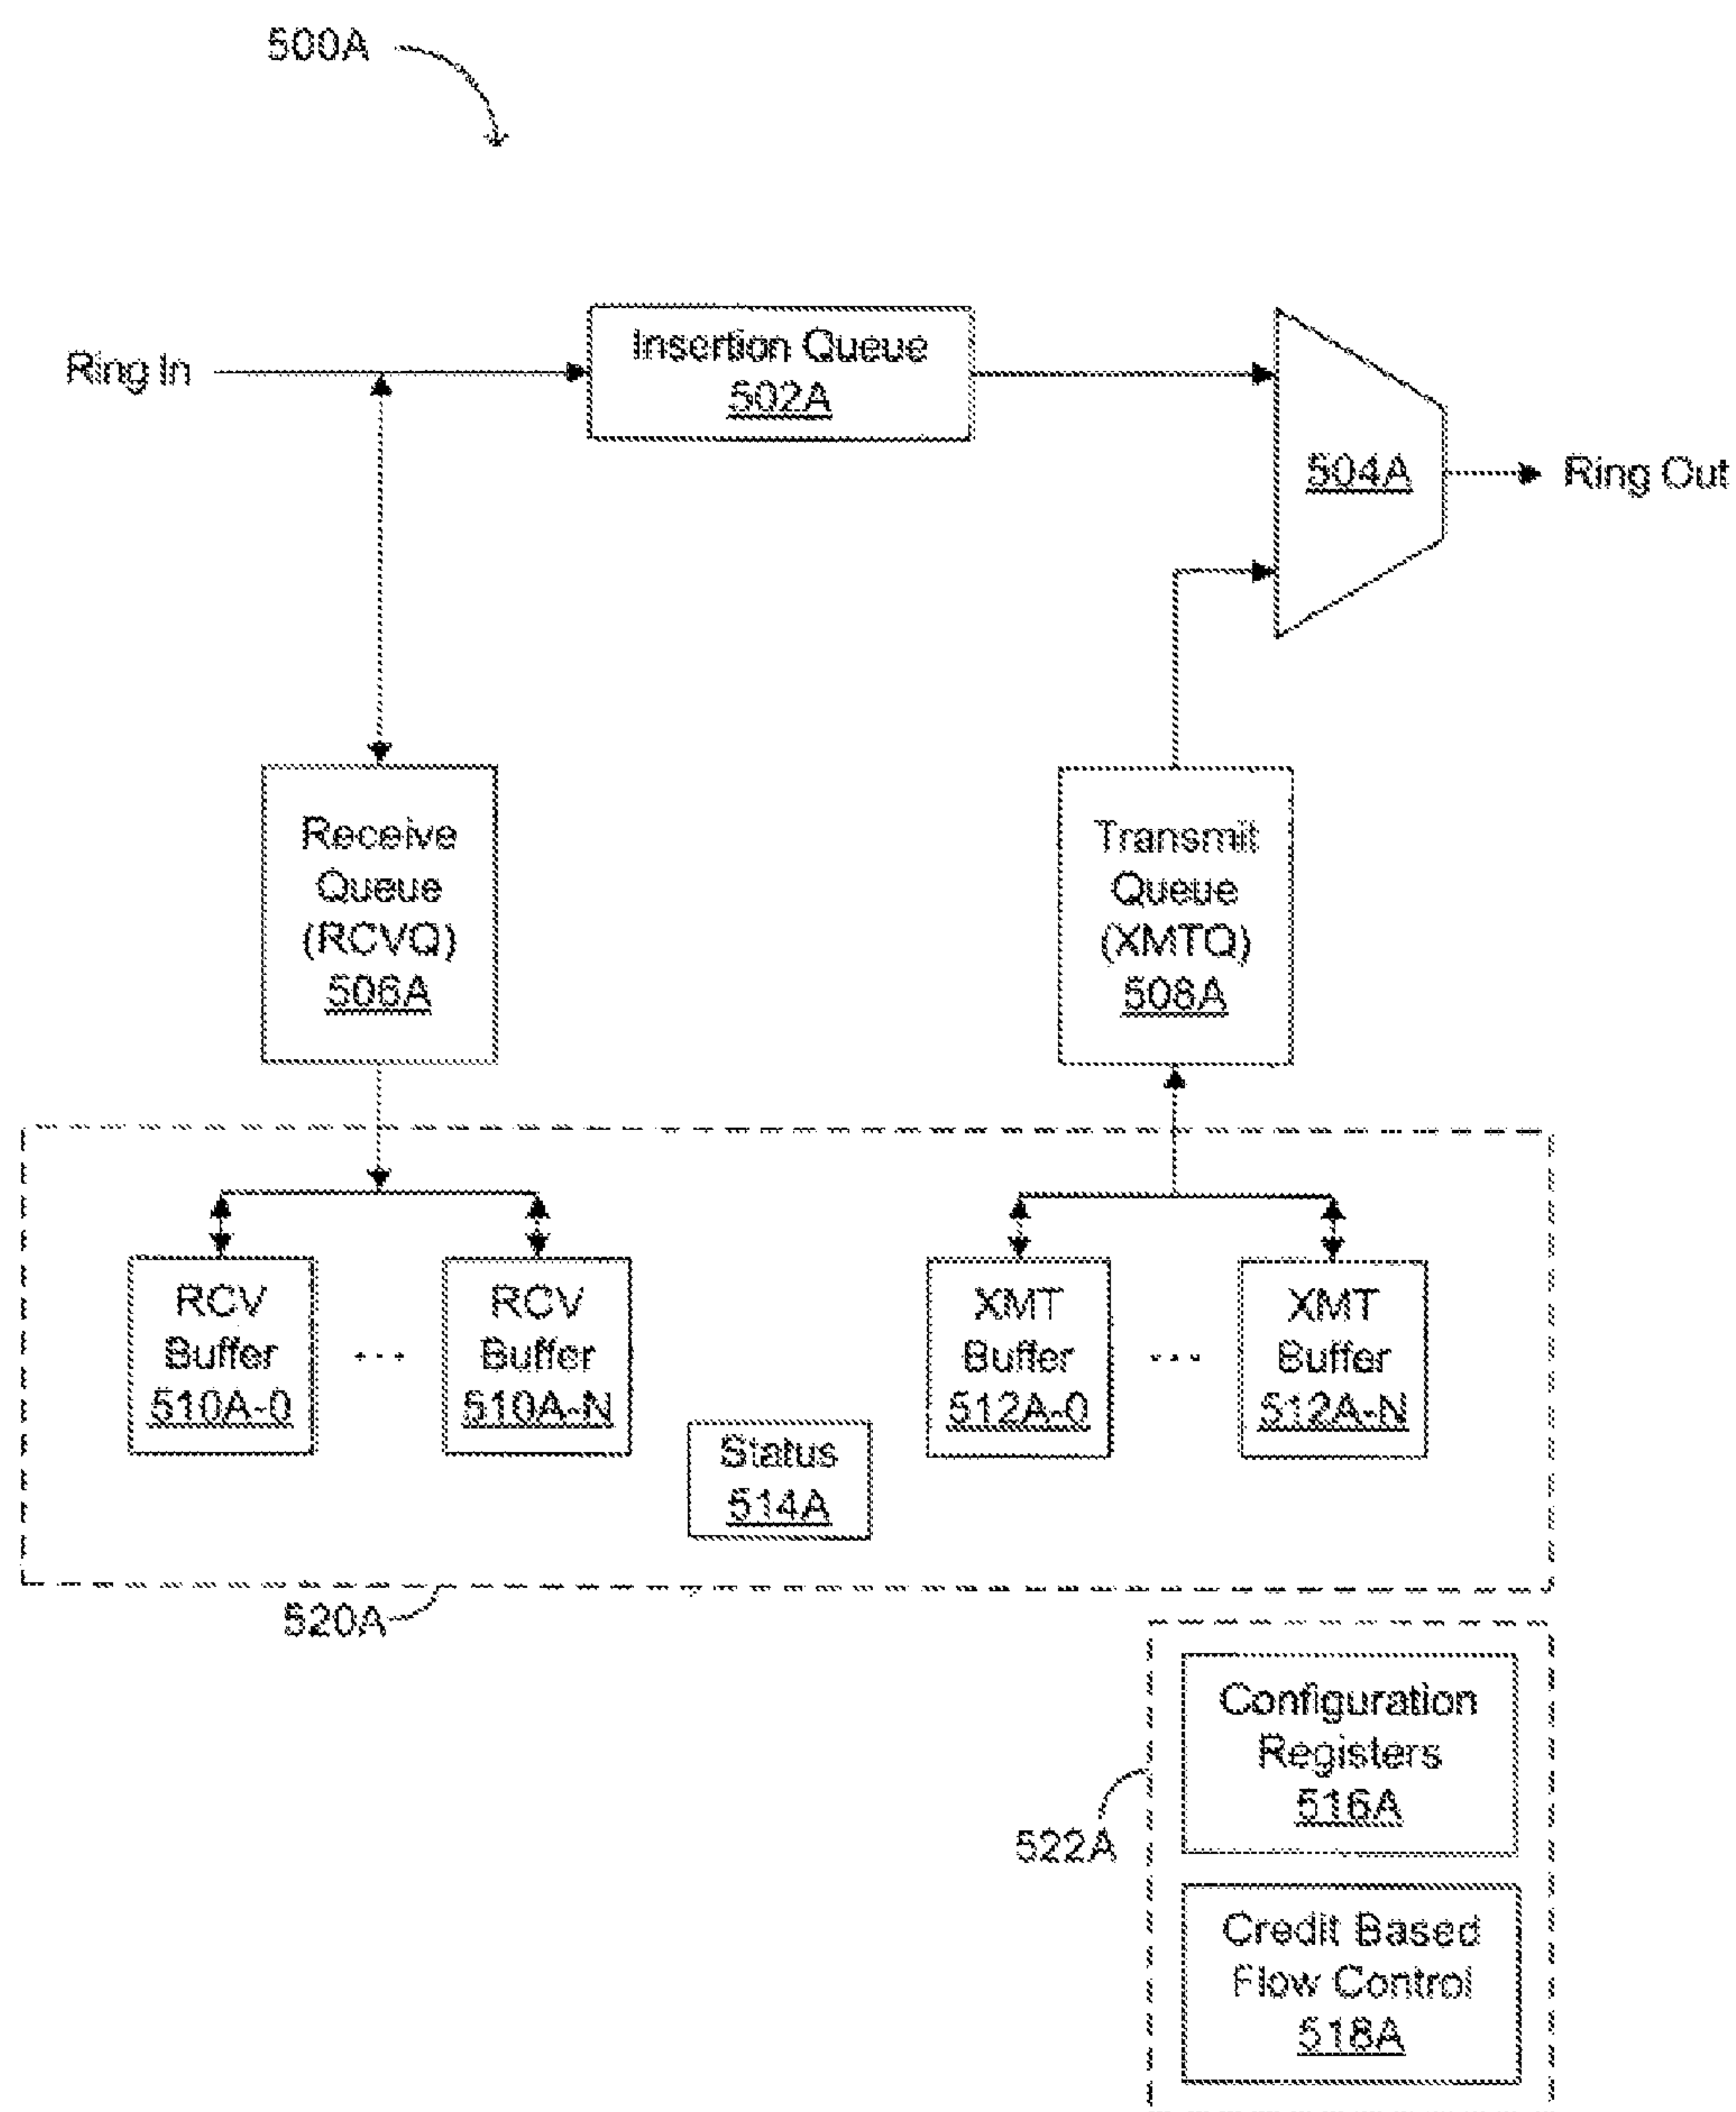 500A
Ring In
Insertion Queue
502A
504A
Ring Out
Receive
Queue
(RCVQ)
506A
Transmit
Queue
(XMTQ)
508A
RCV
Buffer
510A-0
...
RCV
Buffer
510A-N
XMT
Buffer
512A-0
...
XMT
Buffer
512A-N
Status
514A
520A
Configuration
Registers
516A
522A
Credit Based
Flow Control
518A